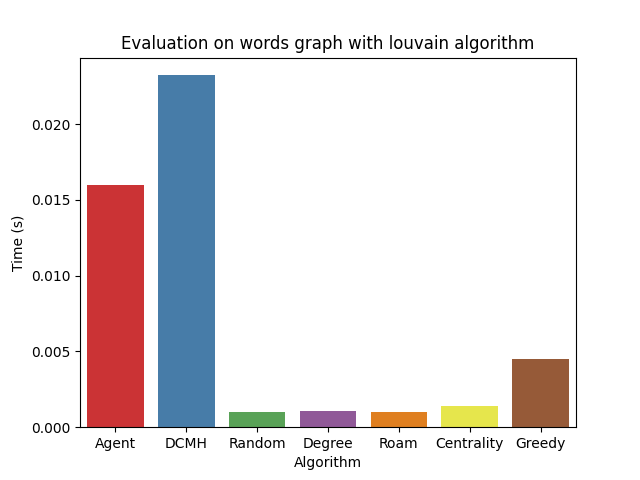 Evaluation on words graph with louvain algorithm
Time (s)
0.020
0.015
0.010
0.005
0.000
Agent DCMH Random Degree Roam Centrality Greedy
Algorithm